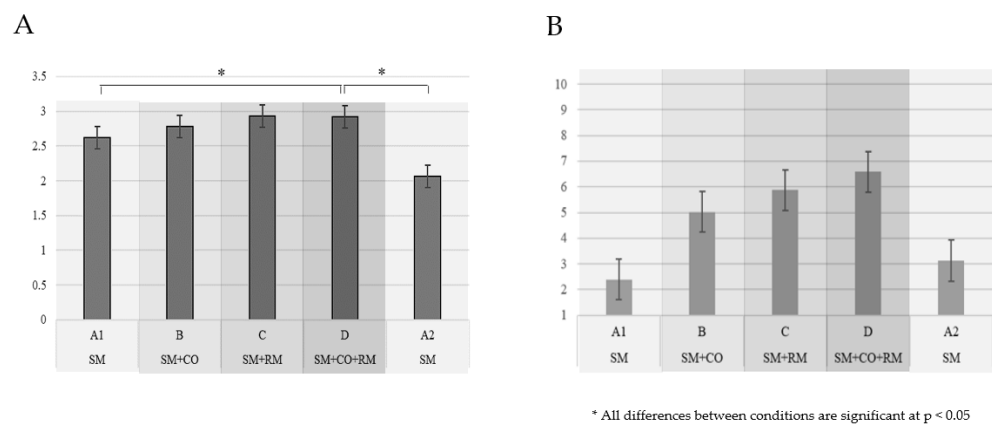 A
B
*
*
3.5
3
2.5
2
1.5
1
0.5
0
A1 B C D A2
SM SM+CO SM+RM SM+CO+RM SM
10
9
8
7
6
5
4
3
2
1
A1 B C D A2
SM SM+CO SM+RM SM+CO+RM SM
* All differences between conditions are significant at p < 0.05